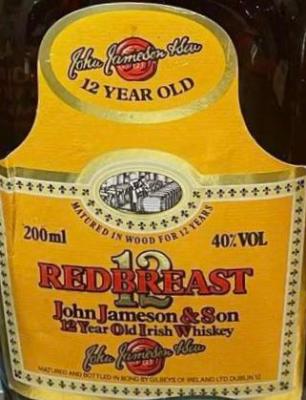 John Jameson & Son
12 YEAR OLD
MATURED IN WOOD FOR 12 YEARS
200ml
40% VOL
12
REDBREAST
John Jameson & Son
12 Year Old Irish Whiskey
John Jameson & Son
MATURED AND BOTTLED IN BOND BY GILBEYS OF IRELAND LTD. DUBLIN 12